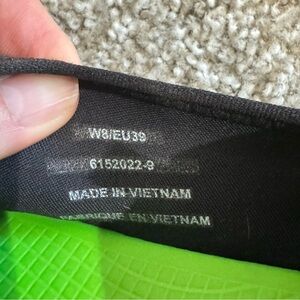 W8/EU39
6152022-9
MADE IN VIETNAM
FABRIQUE EN VIETNAM